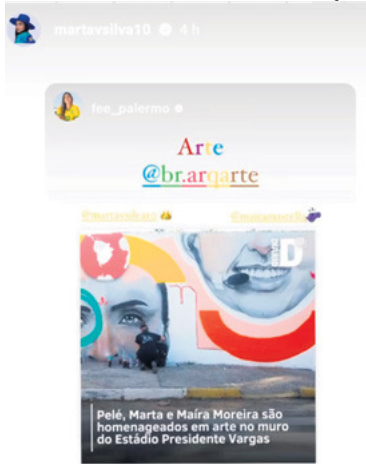 martavsilva10 4 h
fee_palermo
Arte
@br.arqarte
D
Pelé, Marta e Maíra Moreira são
homenageados em arte no muro
do Estádio Presidente Vargas